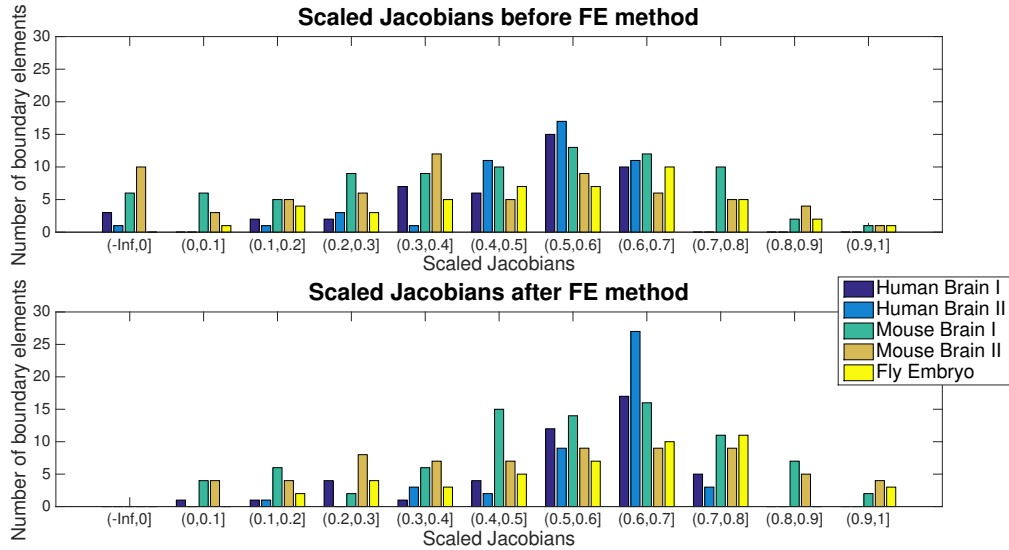 Scaled Jacobians before FE method
Number of boundary elements
30
25
20
15
10
5
0
(-Inf,0] (0,0.1] (0.1,0.2] (0.2,0.3] (0.3,0.4] (0.4,0.5] (0.5,0.6] (0.6,0.7] (0.7,0.8] (0.8,0.9] (0.9,1]
Scaled Jacobians
Scaled Jacobians after FE method
Number of boundary elements
30
25
20
15
10
5
0
(-Inf,0] (0,0.1] (0.1,0.2] (0.2,0.3] (0.3,0.4] (0.4,0.5] (0.5,0.6] (0.6,0.7] (0.7,0.8] (0.8,0.9] (0.9,1]
Scaled Jacobians
Human Brain I
Human Brain II
Mouse Brain I
Mouse Brain II
Fly Embryo